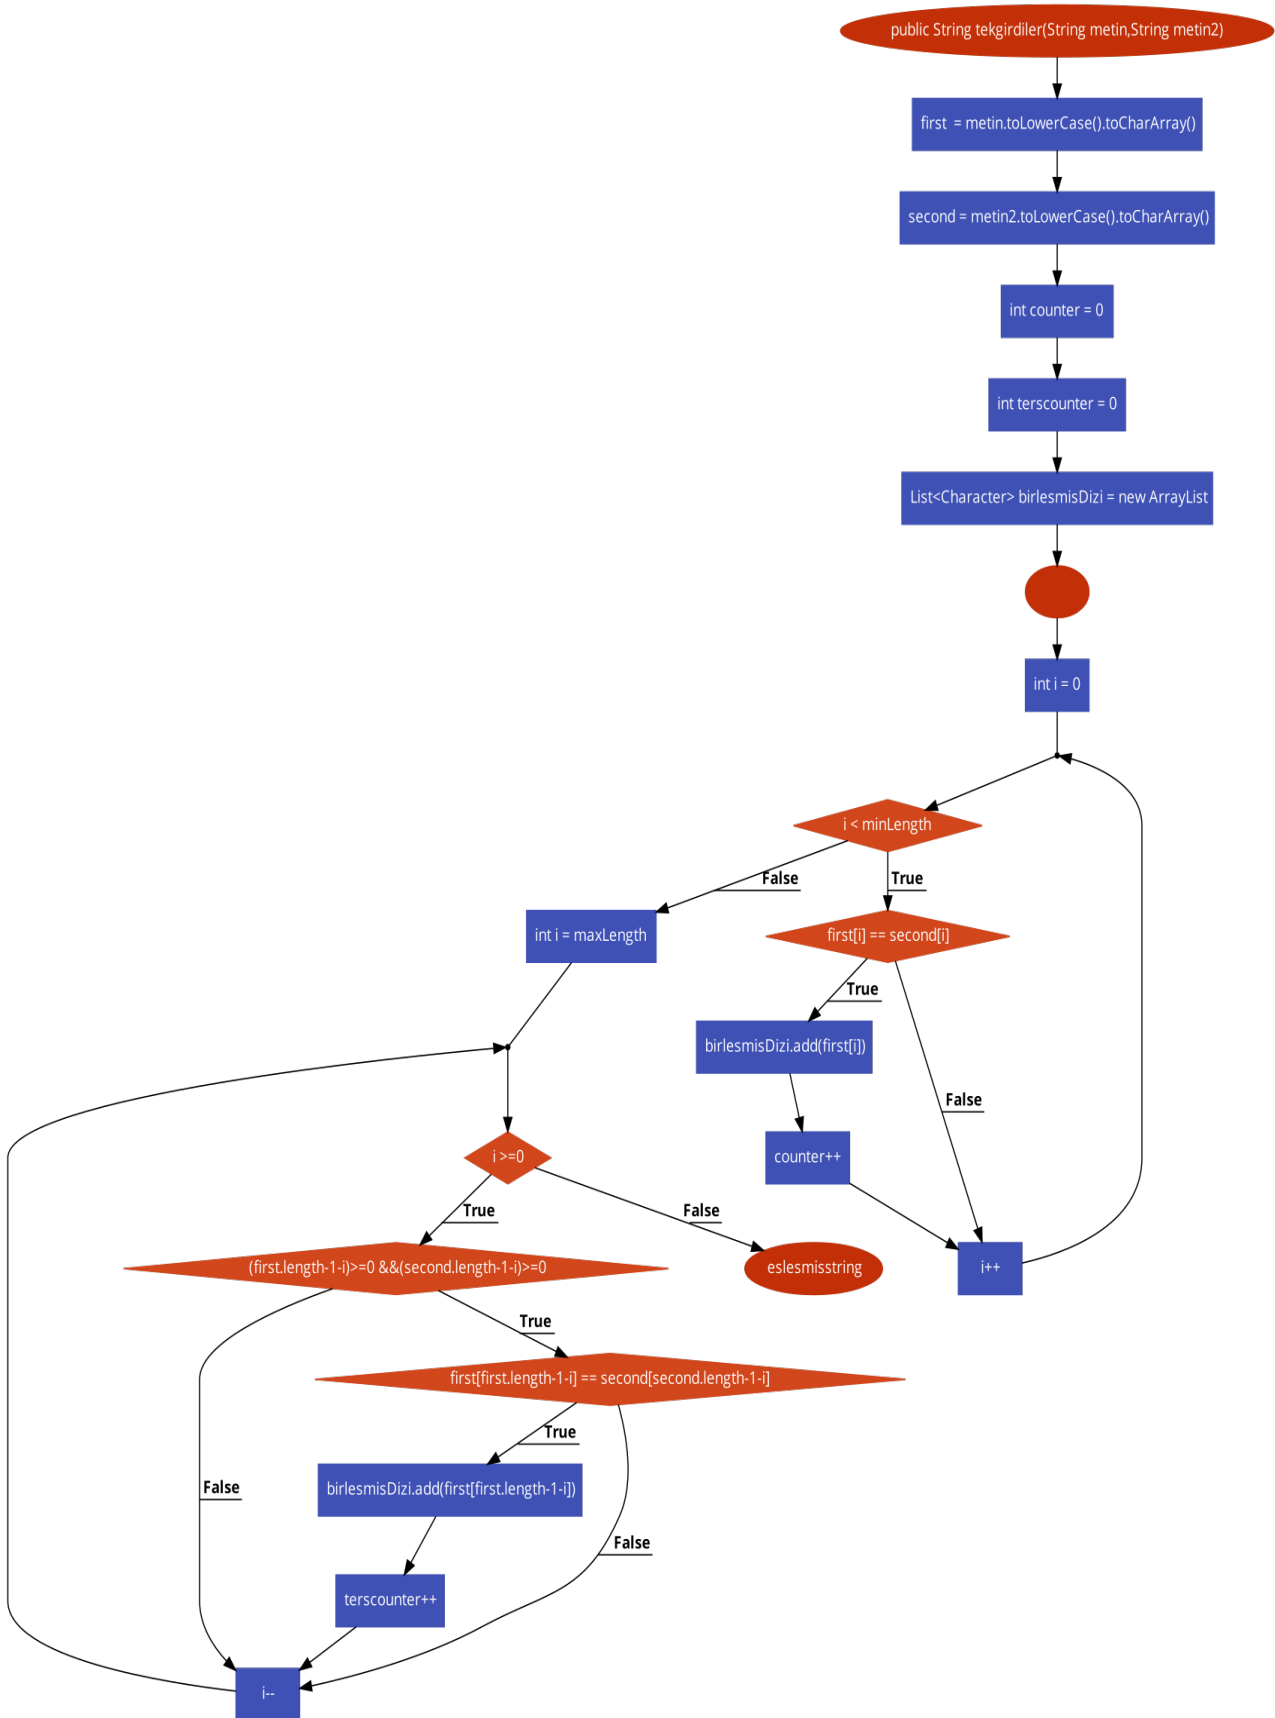 public String tekgirdiler(String metin,String metin2)
first  = metin.toLowerCase().toCharArray()
second = metin2.toLowerCase().toCharArray()
int counter = 0
int terscounter = 0
List<Character> birlesmisDizi = new ArrayList
int i = 0
i < minLength
False
True
int i = maxLength
first[i] == second[i]
True
birlesmisDizi.add(first[i])
False
counter++
i >=0
True
False
i++
(first.length-1-i)>=0 &&(second.length-1-i)>=0
eslesmisstring
True
first[first.length-1-i] == second[second.length-1-i]
True
False
birlesmisDizi.add(first[first.length-1-i])
False
terscounter++
i--